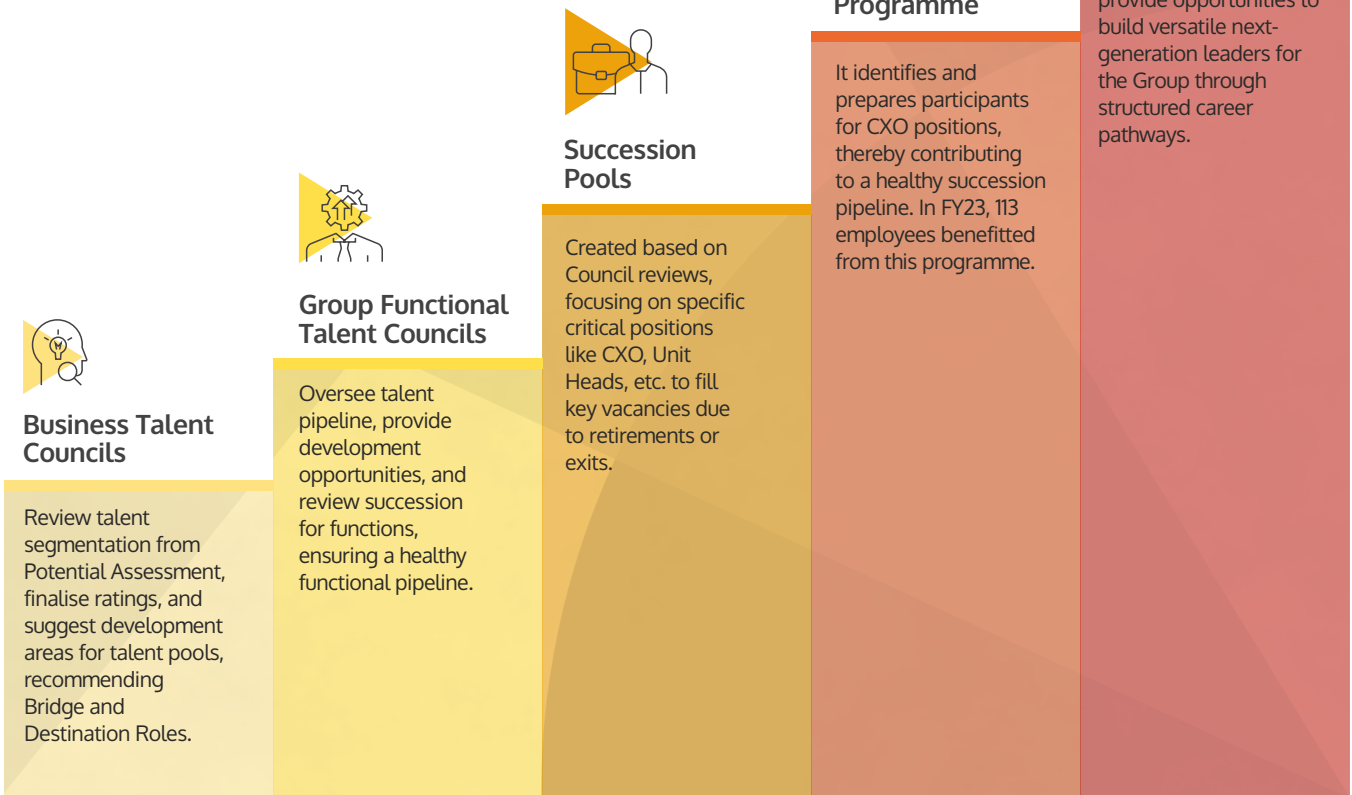 Business Talent
Councils
Review talent
segmentation from
Potential Assessment,
finalise ratings, and
suggest development
areas for talent pools,
recommending
Bridge and
Destination Roles.
Group Functional
Talent Councils
Oversee talent
pipeline, provide
development
opportunities, and
review succession
for functions,
ensuring a healthy
functional pipeline.
Succession
Pools
Created based on
Council reviews,
focusing on specific
critical positions
like CXO, Unit
Heads, etc. to fill
key vacancies due
to retirements or
exits.
Programme
It identifies and
prepares participants
for CXO positions,
thereby contributing
to a healthy succession
pipeline. In FY23, 113
employees benefitted
from this programme.
provide opportunities to
build versatile next-
generation leaders for
the Group through
structured career
pathways.